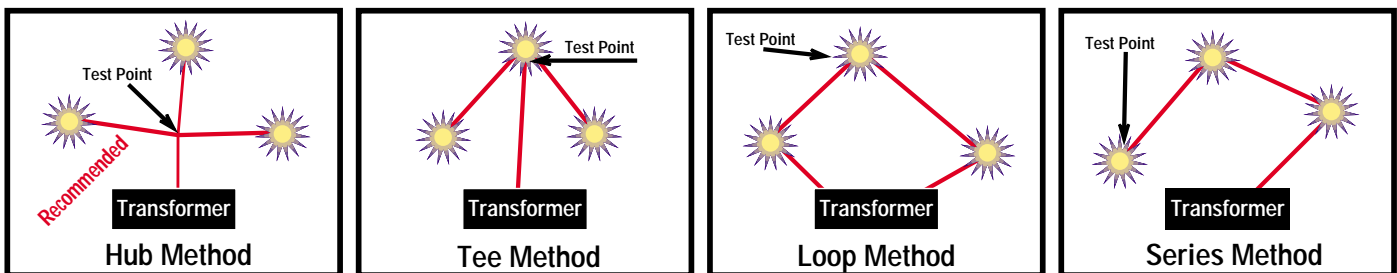 Test Point
Recommended
Transformer
Hub Method
Test Point
Transformer
Tee Method
Test Point
Transformer
Loop Method
Test Point
Transformer
Series Method